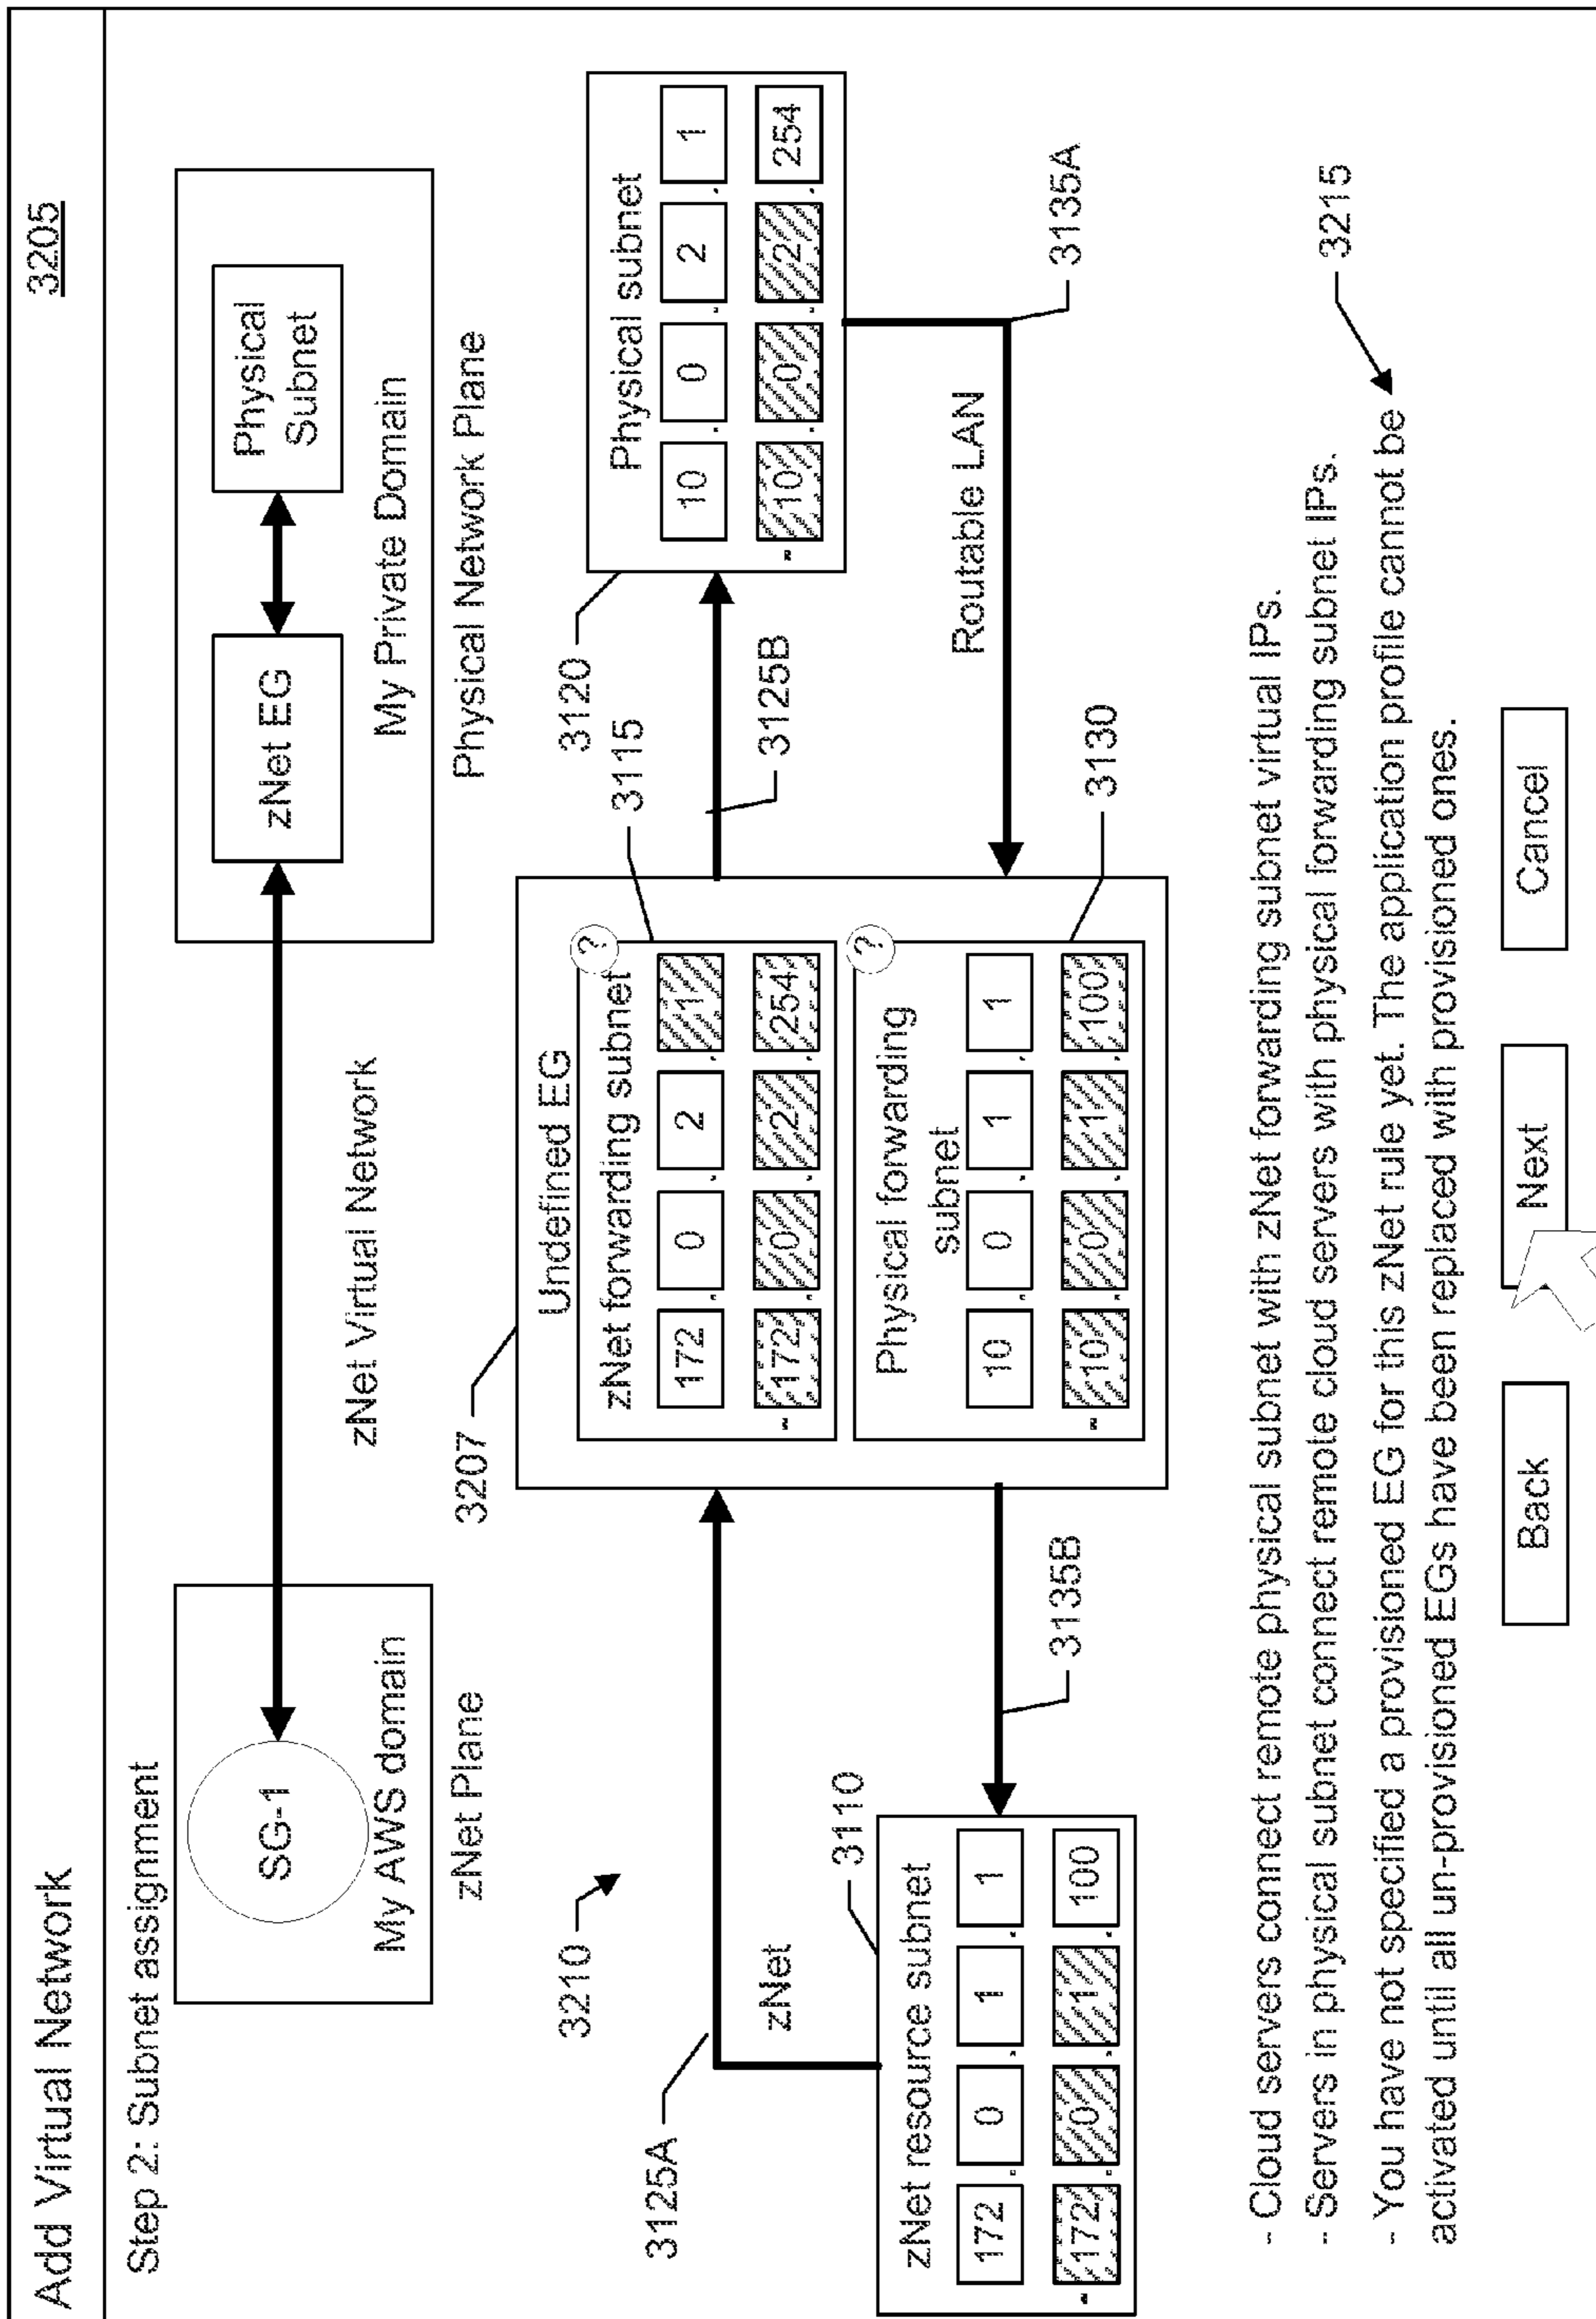 Add Virtual Network
3205
Step 2: Subnet assignment
SG-1
My AWS domain
zNet Plane
zNet Virtual Network
zNet EG
Physical
Subnet
My Private Domain
Physical Network Plane
3210
3125A
zNet
3110
zNet resource subnet
172 . 0 . 1 . 1
- 172 . 0 . 1 . 100
3135B
3207
Undefined EG
3115
zNet forwarding subnet
?
172 . 0 . 2 . 1
- 172 . 0 . 2 . 254
Physical forwarding
subnet
?
10 . 0 . 1 . 1
- 10 . 0 . 1 . 100
3130
3125B
3120
Physical subnet
10 . 0 . 2 . 1
- 10 . 0 . 2 . 254
Routable LAN
3135A
- Cloud servers connect remote physical subnet with zNet forwarding subnet virtual IPs.
- Servers in physical subnet connect remote cloud servers with physical forwarding subnet IPs.
- You have not specified a provisioned EG for this zNet rule yet. The application profile cannot be
activated until all un-provisioned EGs have been replaced with provisioned ones.
3215
Back
Next
Cancel